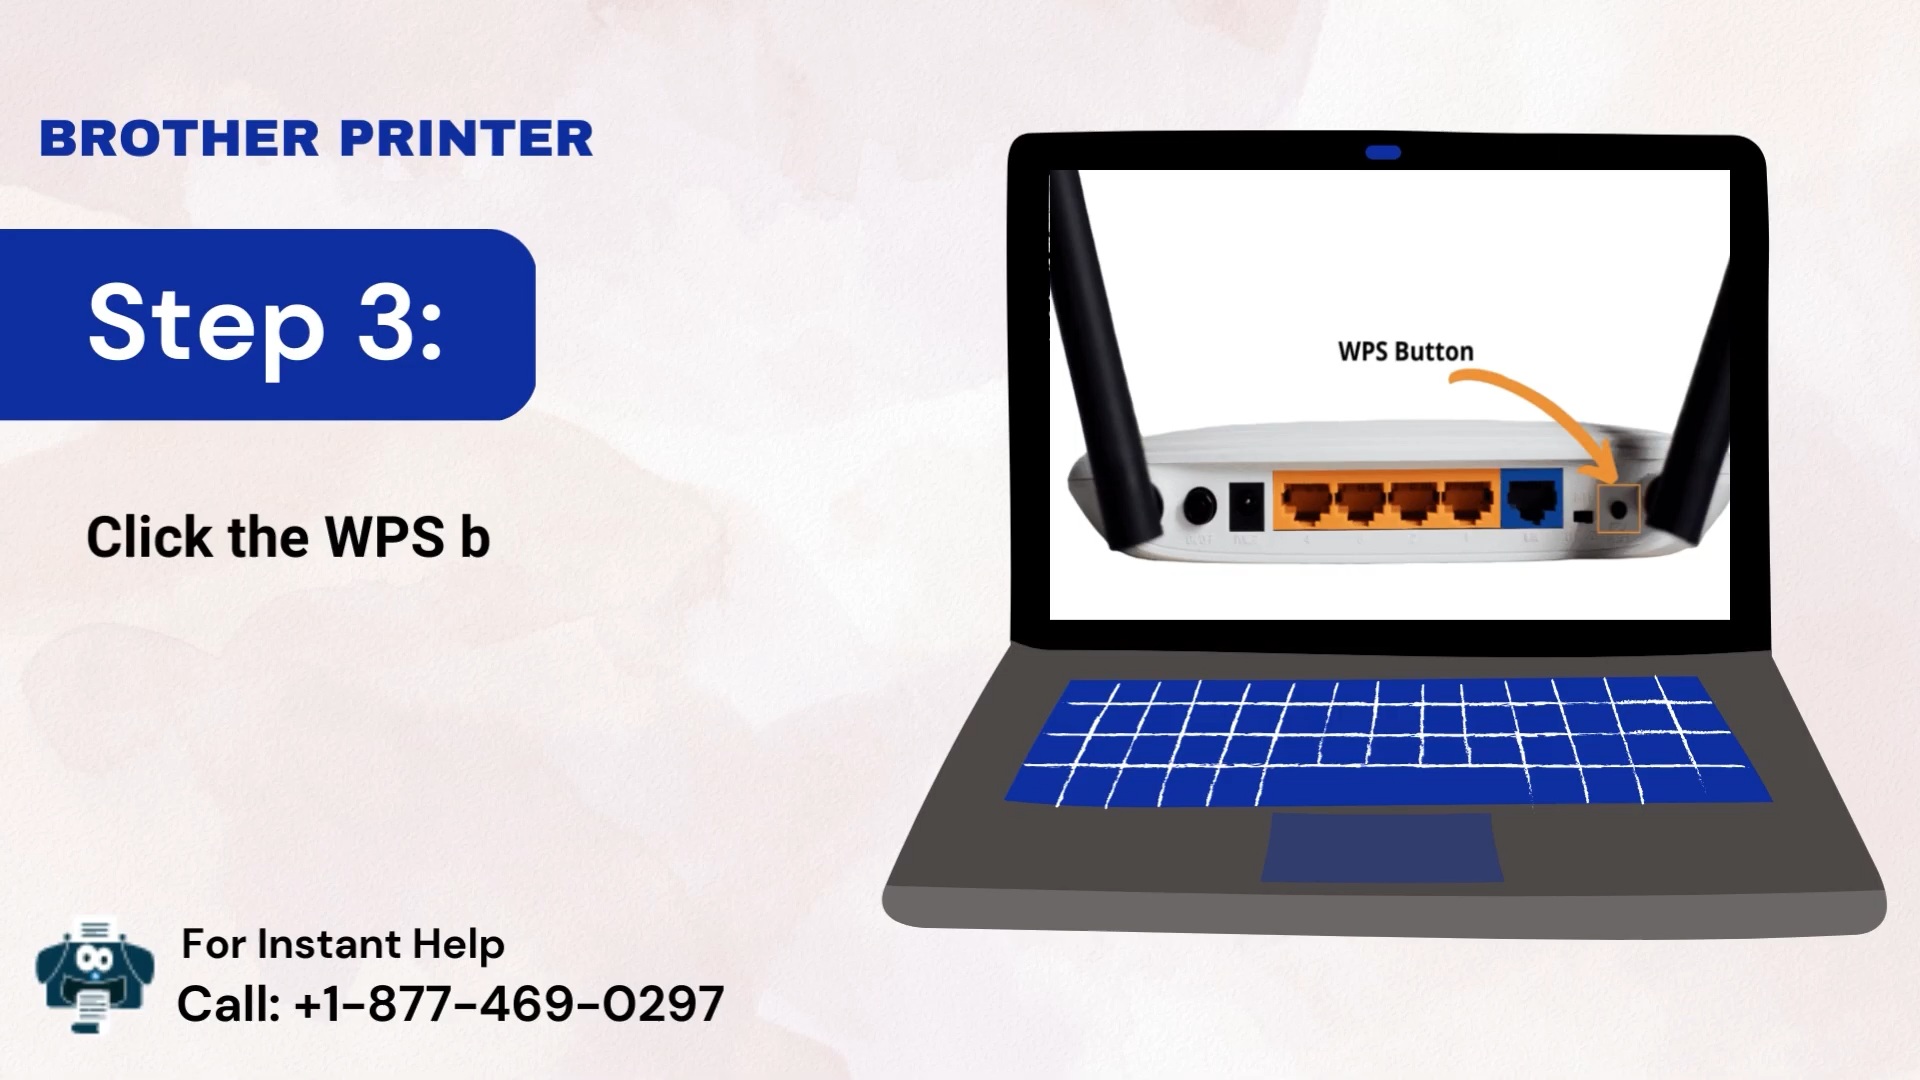 BROTHER PRINTER
Step 3:
Click the WPS b
WPS Button
For Instant Help
Call: +1-877-469-0297